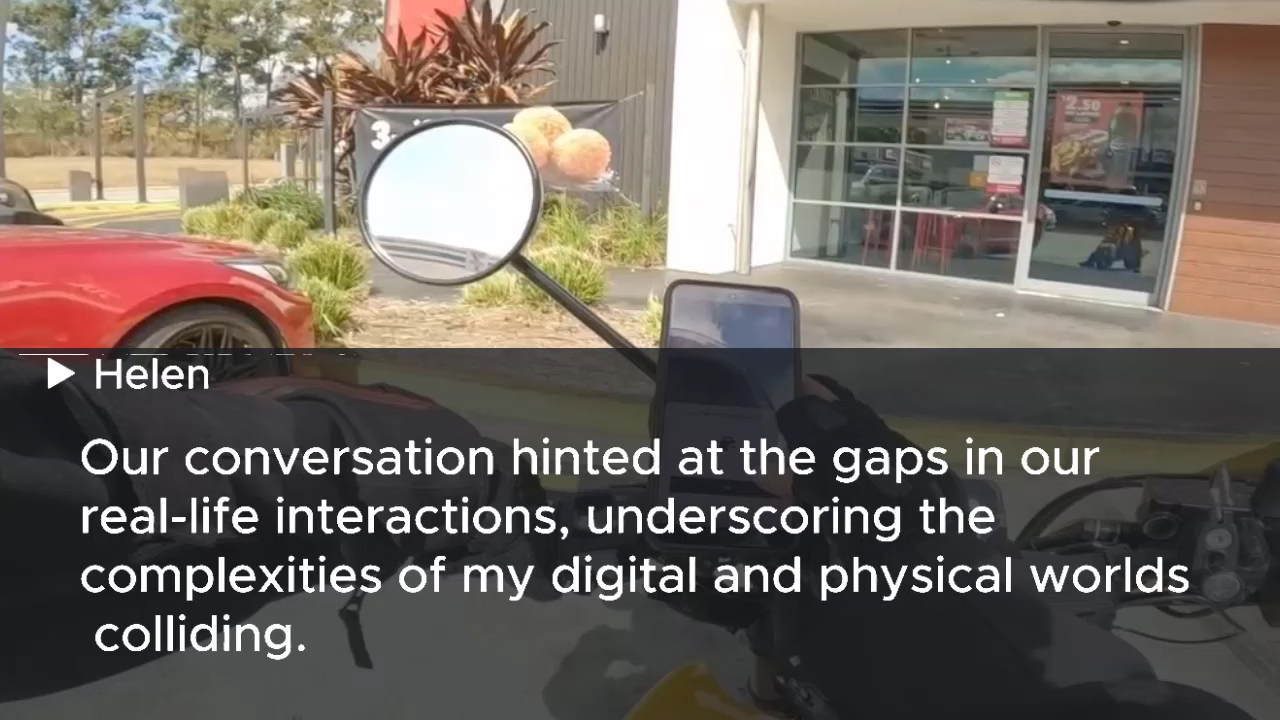 3
$2.50
Helen
Our conversation hinted at the gaps in our
real-life interactions, underscoring the
complexities of my digital and physical worlds
colliding.